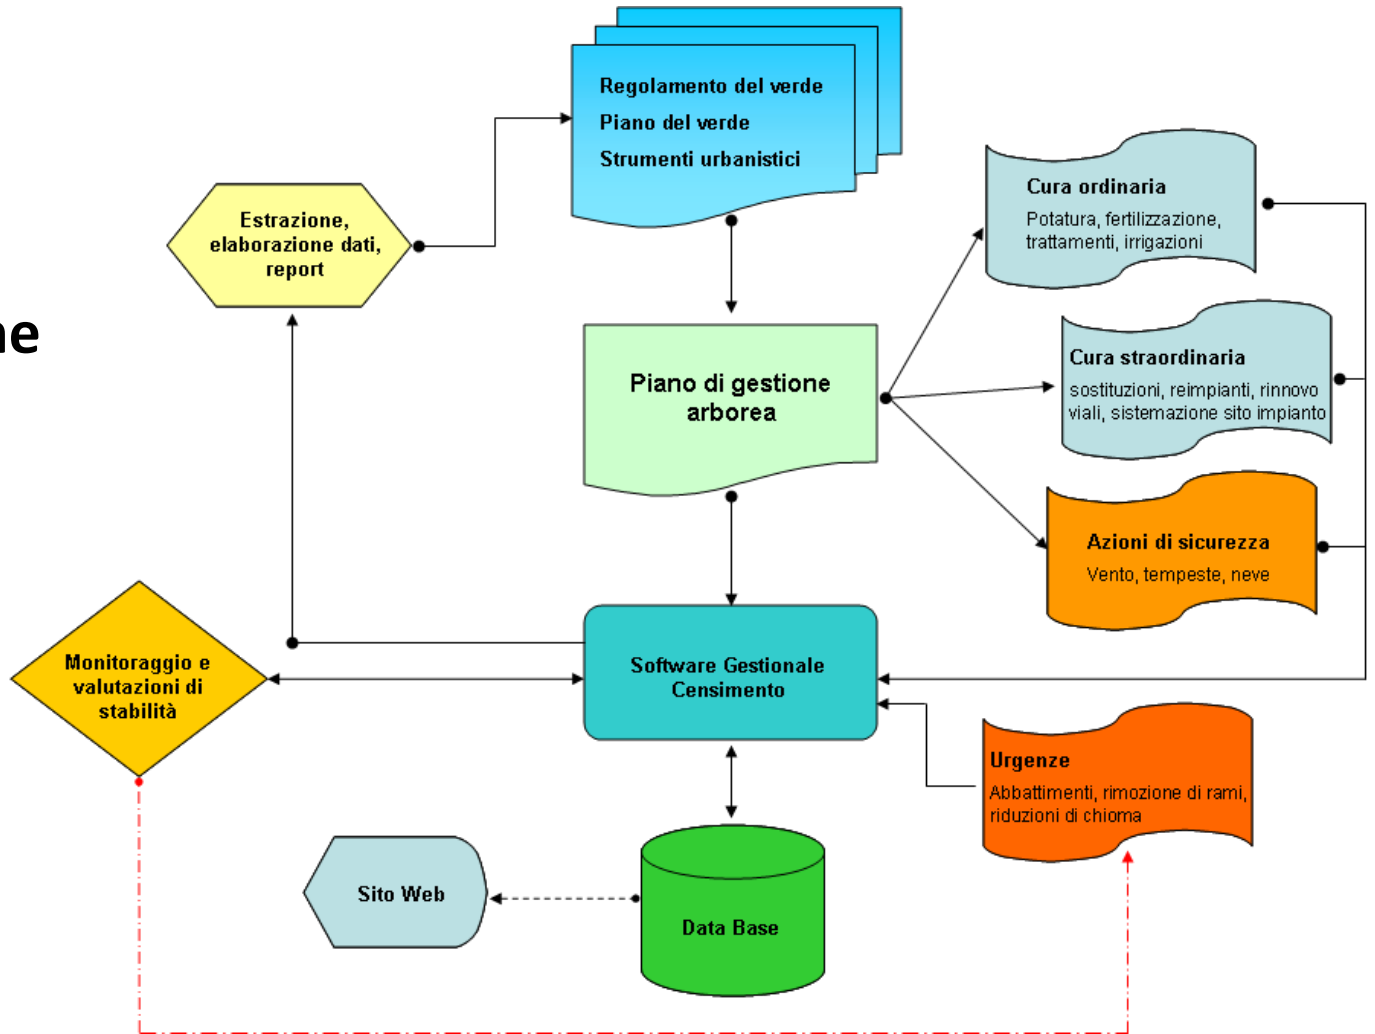 Regolamento del verde
Piano del verde
Strumenti urbanistici
Cura ordinaria
Potatura, fertilizzazione,
trattamenti, irrigazioni
Estrazione,
elaborazione dati,
report
ne
Cura straordinaria
sostituzioni, reimpianti, rinnovo
viali, sistemazione sito impianto
Piano di gestione
arborea
Azioni di sicurezza
Vento, tempeste, neve
Monitoraggio e
valutazioni di
stabilità
Software Gestionale
Censimento
Urgenze
Abbattimenti, rimozione di rami,
riduzioni di chioma
Sito Web
Data Base